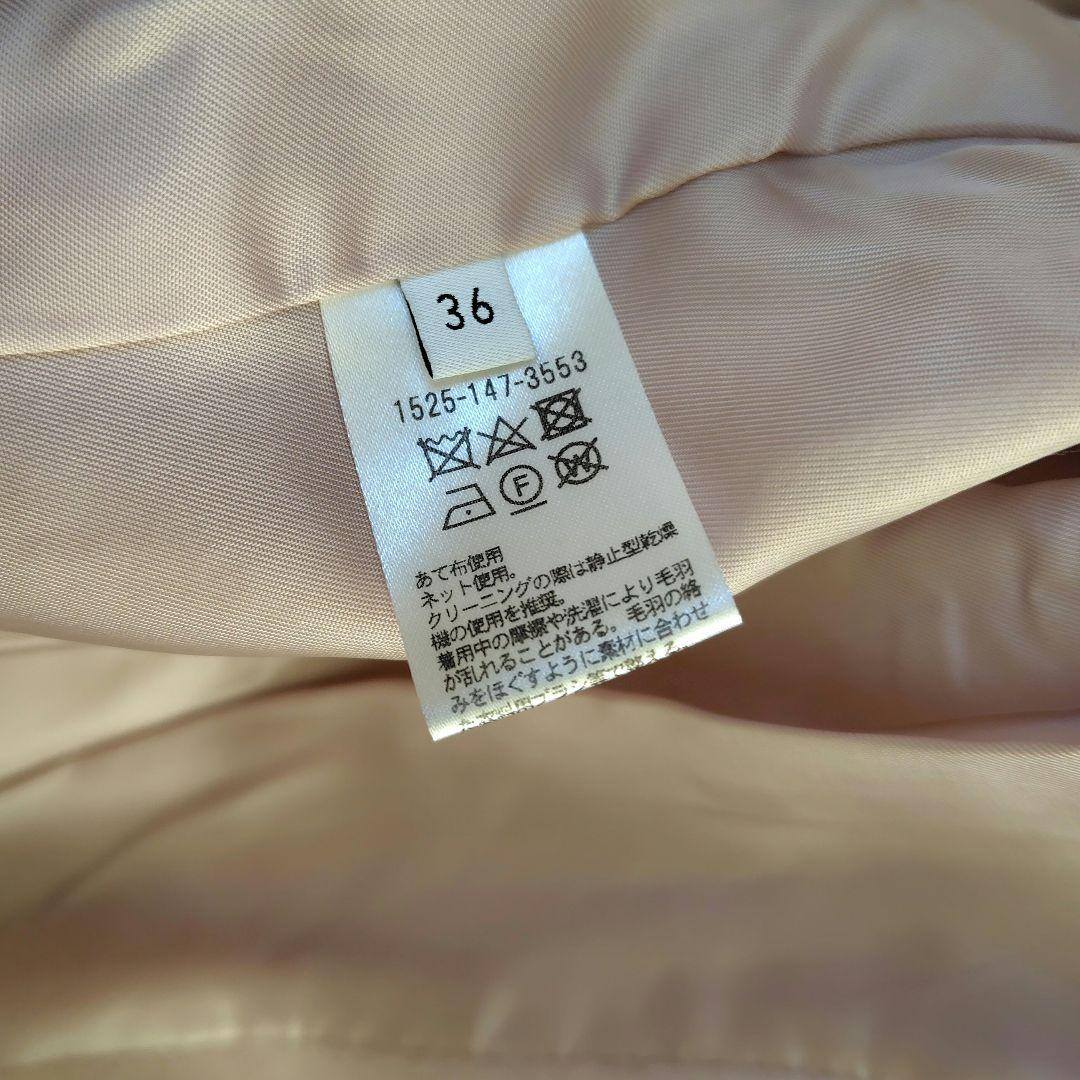 36
1525-147-3553
F
W
あて布使用
ネット使用。
クリーニングの際は静止型乾燥
機の使用を推奨。
着用中の摩擦や洗濯により毛羽
が乱れることがある。毛羽の絡
みをほぐすように素材に合わせ